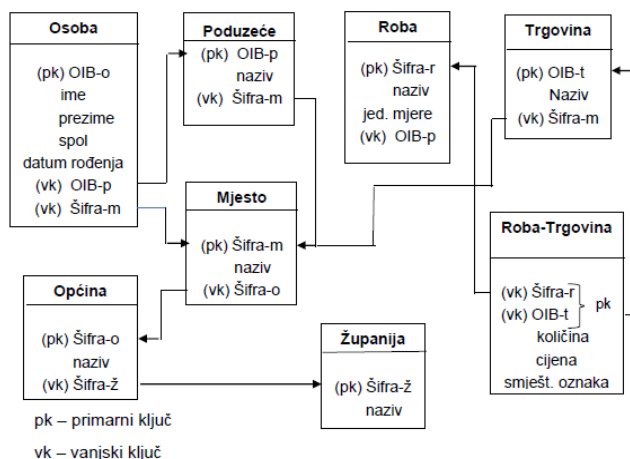 Osoba
(pk) OIB-o
ime
prezime
spol
datum rođenja
(vk) OIB-p
(vk) Šifra-m
Poduzeće
(pk) OIB-p
naziv
(vk) Šifra-m
Roba
(pk) Šifra-r
naziv
jed. mjere
(vk) OIB-p
Trgovina
(pk) OIB-t
Naziv
(vk) Šifra-m
Mjesto
(pk) Šifra-m
naziv
(vk) Šifra-o
Roba-Trgovina
(vk) Šifra-r
(vk) OIB-t
pk
količina
cijena
smješt. oznaka
Općina
(pk) Šifra-o
naziv
(vk) Šifra-ž
Županija
(pk) Šifra-ž
naziv
pk – primarni ključ
vk – vanjski ključ